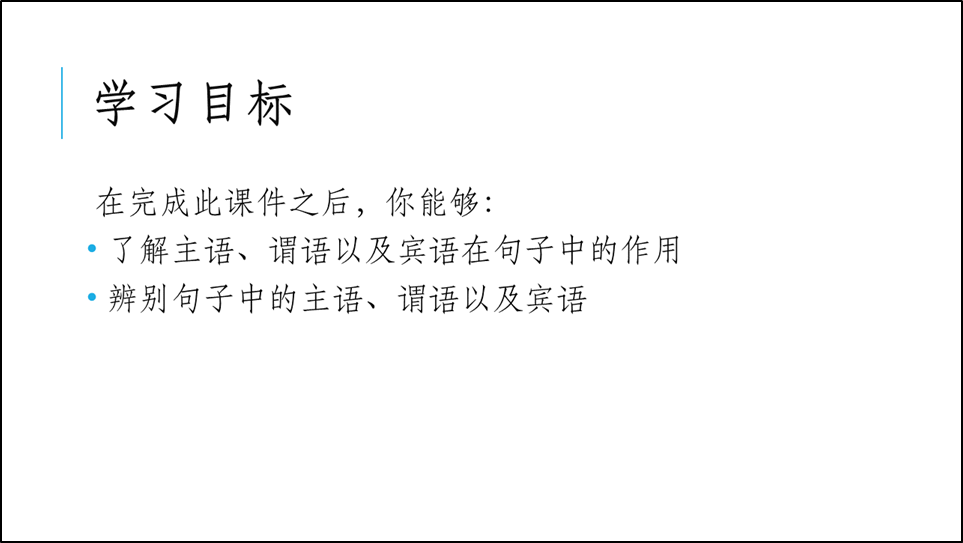 学习目标
在完成此课件之后，你能够：
• 了解主语、谓语以及宾语在句子中的作用
• 辨别句子中的主语、谓语以及宾语